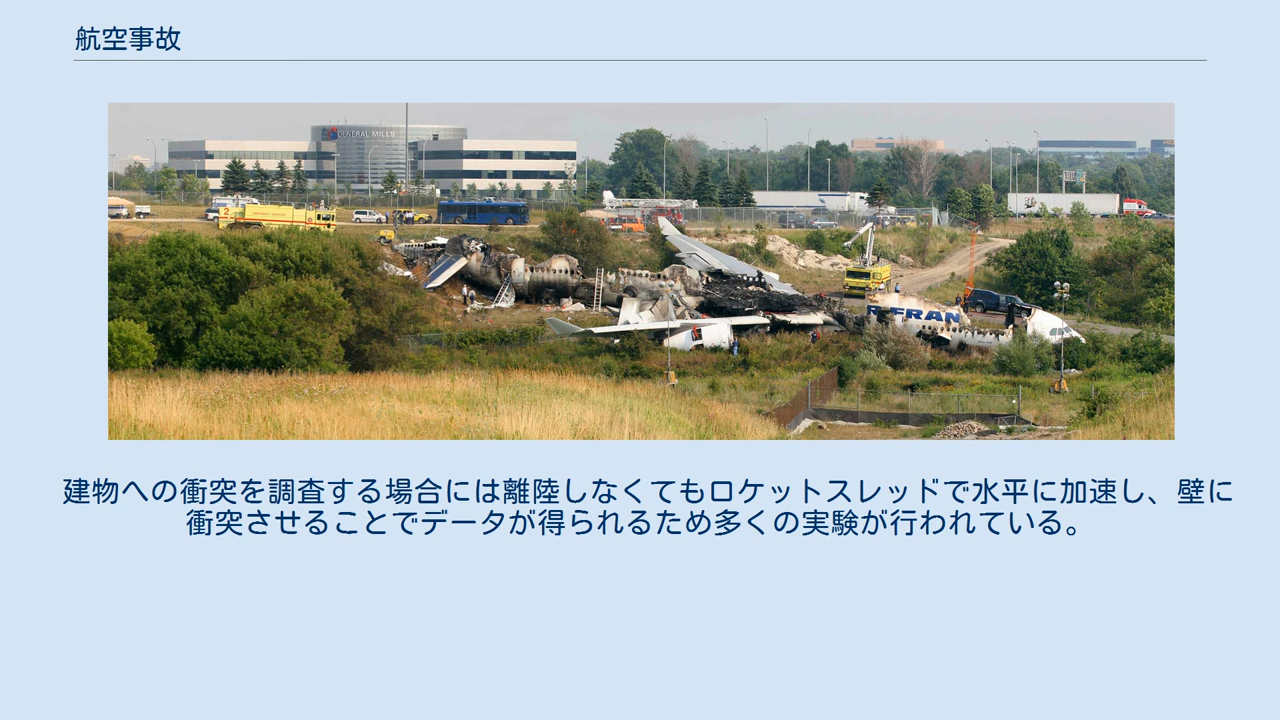 航空事故
GENERAL MILLS
2
R FRAN
建物への衝突を調査する場合には離陸しなくてもロケットスレッドで水平に加速し、壁に
衝突させることでデータが得られるため多くの実験が行われている。